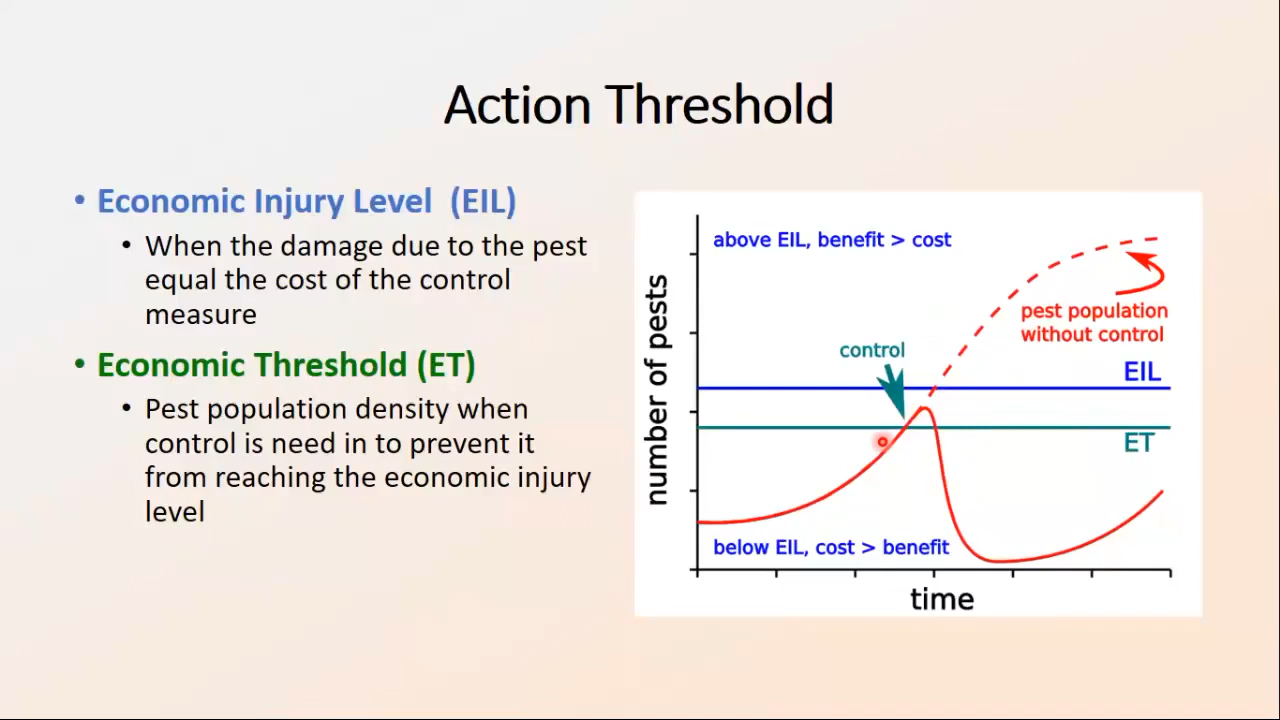 Action Threshold
• Economic Injury Level (EIL)
• When the damage due to the pest
equal the cost of the control
measure
• Economic Threshold (ET)
• Pest population density when
control is need in to prevent it
from reaching the economic injury
level
above EIL, benefit > cost
pest population
without control
control
EIL
ET
number of pests
below EIL, cost > benefit
time